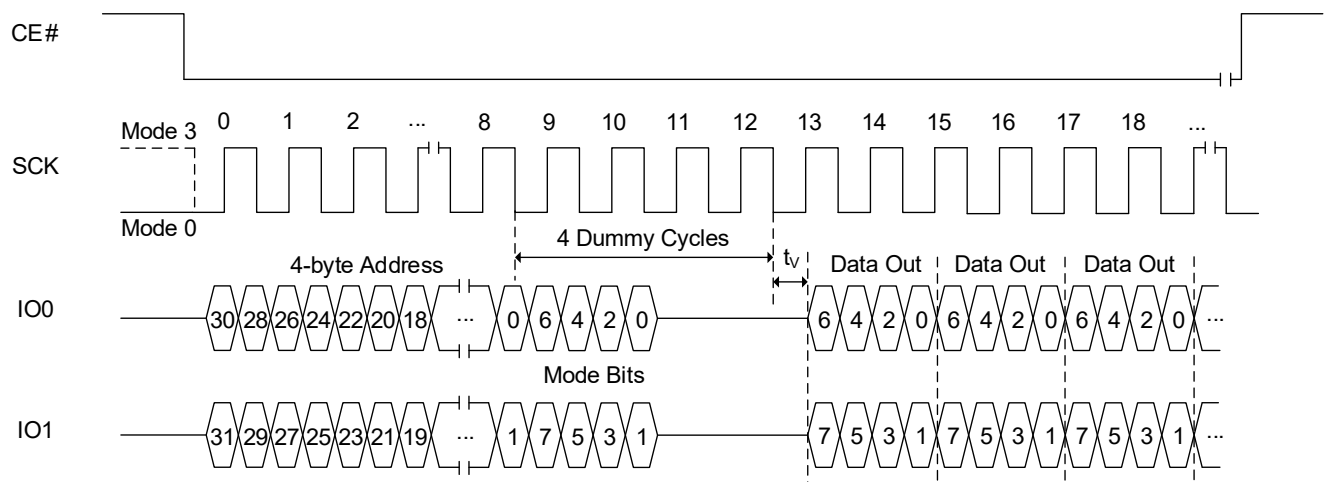 CE#
Mode 3 0 1 2 ... 8 9 10 11 12 13 14 15 16 17 18 ...
SCK
Mode 0
4 Dummy Cycles
4-byte Address tV Data Out Data Out Data Out
IO0 30 28 26 24 22 20 18 ... 0 6 4 2 0 6 4 2 0 6 4 2 0 6 4 2 0 ...
Mode Bits
IO1 31 29 27 25 23 21 19 ... 1 7 5 3 1 7 5 3 1 7 5 3 1 7 5 3 1 ...